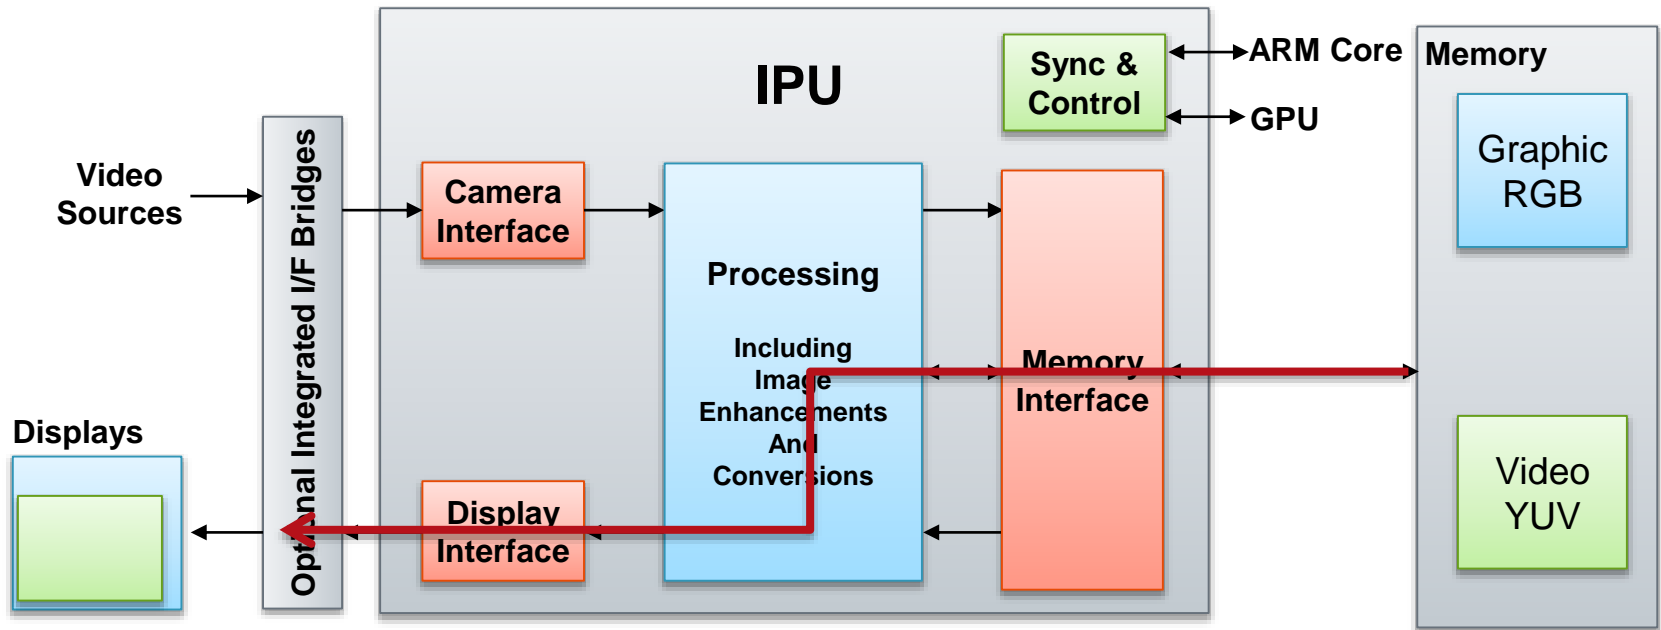 IPU
Sync &
Control
ARM Core
GPU
Memory
Graphic
RGB
Video
YUV
Video
Sources
Optional Integrated I/F Bridges
Camera
Interface
Processing
Including
Image
Enhancements
And
Conversions
Memory
Interface
Displays
Display
Interface